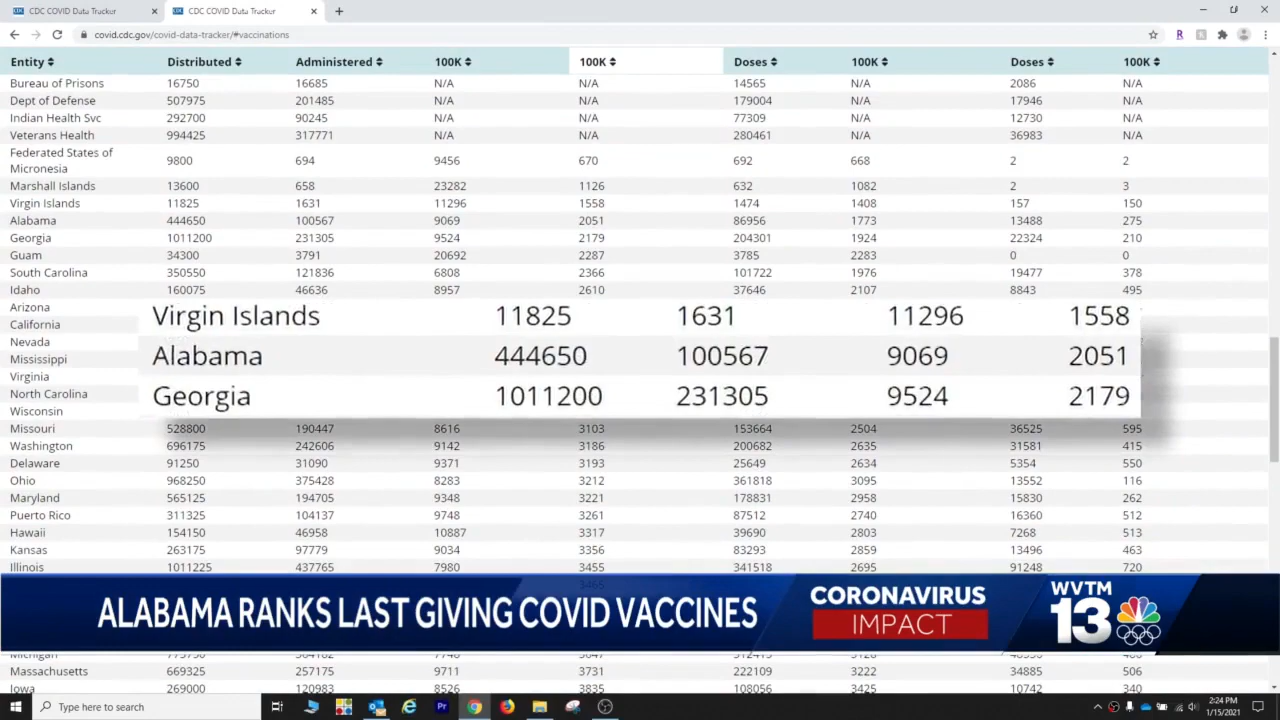 CDC COVID Data Tracker
CDC COVID Data Tracker
covid.cdc.gov/covid-data-tracker/#vaccinations
Entity Distributed Administered 100K 100K Doses 100K Doses 100K
Bureau of Prisons 16750 16685 N/A N/A 14565 N/A 2086 N/A
Dept of Defense 507975 201485 N/A N/A 179004 N/A 17946 N/A
Indian Health Svc 292700 90245 N/A N/A 77309 N/A 12730 N/A
Veterans Health 994425 317771 N/A N/A 280461 N/A 36983 N/A
Federated States of
Micronesia 9800 694 9456 670 692 668 2 2
Marshall Islands 13600 658 23282 1126 632 1082 2 3
Virgin Islands 11825 1631 11296 1558 1474 1408 157 150
Alabama 444650 100567 9069 2051 86956 1773 13488 275
Georgia 1011200 231305 9524 2179 204301 1924 22324 210
Guam 34300 3791 20692 2287 3785 2283 0 0
South Carolina 350550 121836 6808 2366 101722 1976 19477 378
Idaho 160075 46636 8957 2610 37646 2107 8843 495
Arizona
California
Nevada
Mississippi
Virginia
North Carolina
Wisconsin
Virgin Islands 11825 1631 11296 1558
Alabama 444650 100567 9069 2051
Georgia 1011200 231305 9524 2179
Missouri 528800 190447 8616 3103 153664 2504 36525 595
Washington 696175 242606 9142 3186 200682 2635 31581 415
Delaware 91250 31090 9371 3193 25649 2634 5354 550
Ohio 968250 375428 8283 3212 361818 3095 13552 116
Maryland 565125 194705 9348 3221 178831 2958 15830 262
Puerto Rico 311325 104137 9748 3261 87512 2740 16360 512
Hawaii 154150 46958 10887 3317 39690 2803 7268 513
Kansas 263175 97779 9034 3356 83293 2859 13496 463
Illinois 1011225 437765 7980 3455 341518 2695 91248 720
ALABAMA RANKS LAST GIVING COVID VACCINES
CORONAVIRUS
IMPACT
WVTM
13
Michigan
Massachusetts 669325 257175 9711 3731 222109 3222 34885 506
Iowa 269000 120983 8526 3835 108056 3425 10742 340
Type here to search
2:24 PM
1/15/2021